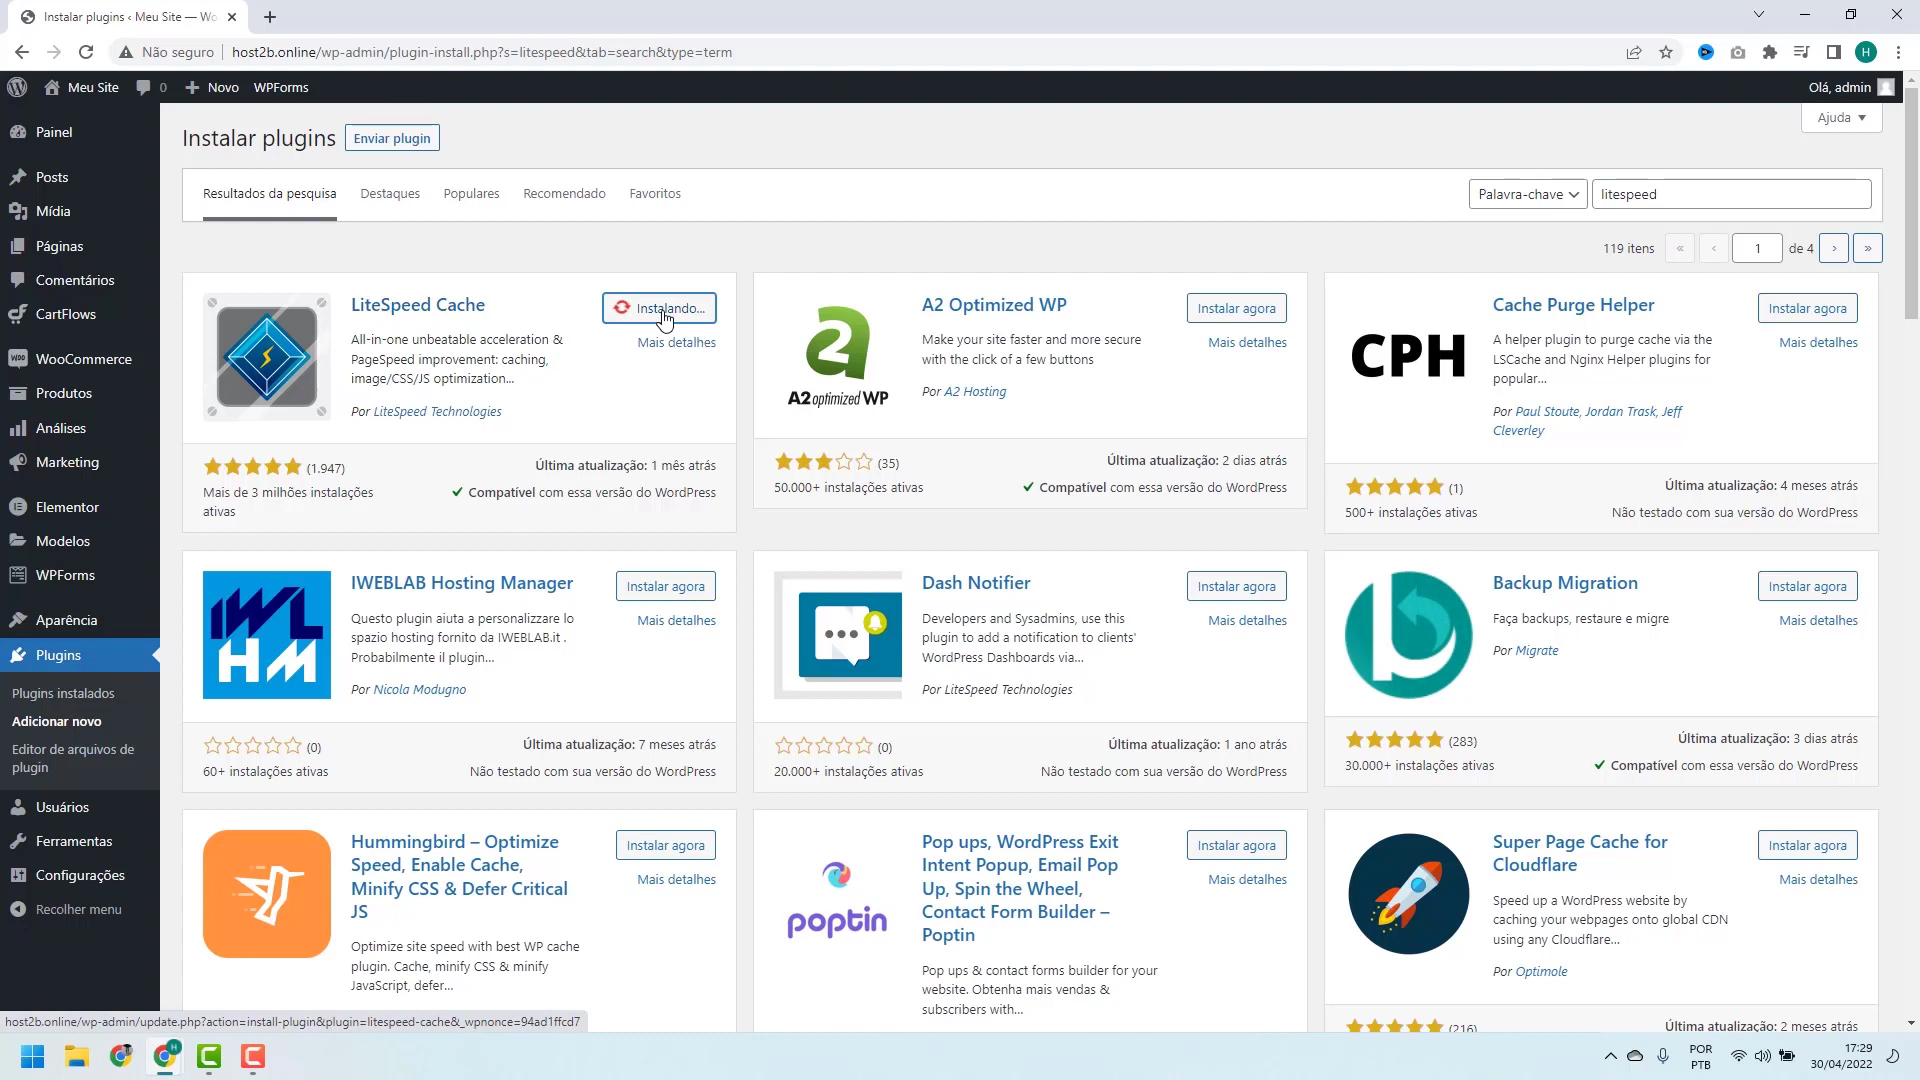 Instalar plugins ‹ Meu Site — Wo
Não seguro
host2b.online/wp-admin/plugin-install.php?s=litespeed&tab=search&type=term
H
Meu Site
0
Novo
WPForms
Olá, admin
Painel
Posts
Mídia
Páginas
Comentários
CartFlows
WooCommerce
Produtos
Análises
Marketing
Elementor
Modelos
WPForms
Aparência
Plugins
Plugins instalados
Adicionar novo
Editor de arquivos de
plugin
Usuários
Ferramentas
Configurações
Recolher menu
Ajuda
Instalar plugins
Enviar plugin
Resultados da pesquisa
Destaques
Populares
Recomendado
Favoritos
Palavra-chave
litespeed
119 itens
«
‹
1
de 4
›
»
LiteSpeed Cache
Instalando...
Mais detalhes
All-in-one unbeatable acceleration &
PageSpeed improvement: caching,
image/CSS/JS optimization...
Por LiteSpeed Technologies
(1.947)
Mais de 3 milhões instalações
ativas
Última atualização: 1 mês atrás
Compatível com essa versão do WordPress
A2 Optimized WP
Instalar agora
Mais detalhes
Make your site faster and more secure
with the click of a few buttons
Por A2 Hosting
A2 optimized WP
(35)
50.000+ instalações ativas
Última atualização: 2 dias atrás
Compatível com essa versão do WordPress
Cache Purge Helper
Instalar agora
Mais detalhes
CPH
A helper plugin to purge cache via the
LSCache and Nginx Helper plugins for
popular...
Por Paul Stoute, Jordan Trask, Jeff
Cleverley
(1)
500+ instalações ativas
Última atualização: 4 meses atrás
Não testado com sua versão do WordPress
IWEBLAB Hosting Manager
Instalar agora
Mais detalhes
IWL
HM
Questo plugin aiuta a personalizzare lo
spazio hosting fornito da IWEBLAB.it .
Probabilmente il plugin...
Por Nicola Modugno
(0)
60+ instalações ativas
Última atualização: 7 meses atrás
Não testado com sua versão do WordPress
Dash Notifier
Instalar agora
Mais detalhes
Developers and Sysadmins, use this
plugin to add a notification to clients'
WordPress Dashboards via...
Por LiteSpeed Technologies
(0)
20.000+ instalações ativas
Última atualização: 1 ano atrás
Não testado com sua versão do WordPress
Backup Migration
Instalar agora
Mais detalhes
Faça backups, restaure e migre
Por Migrate
(283)
30.000+ instalações ativas
Última atualização: 3 dias atrás
Compatível com essa versão do WordPress
Hummingbird – Optimize
Speed, Enable Cache,
Minify CSS & Defer Critical
JS
Instalar agora
Mais detalhes
Optimize site speed with best WP cache
plugin. Cache, minify CSS & minify
JavaScript, defer...
Pop ups, WordPress Exit
Intent Popup, Email Pop
Up, Spin the Wheel,
Contact Form Builder –
Poptin
Instalar agora
Mais detalhes
poptin
Pop ups & contact forms builder for your
website. Obtenha mais vendas &
subscribers with...
Super Page Cache for
Cloudflare
Instalar agora
Mais detalhes
Speed up a WordPress website by
caching your webpages onto global CDN
using any Cloudflare...
Por Optimole
(216)
Última atualização: 2 meses atrás
host2b.online/wp-admin/update.php?action=install-plugin&plugin=litespeed-cache&_wpnonce=94ad1ffcd7
POR
PTB
17:29
30/04/2022